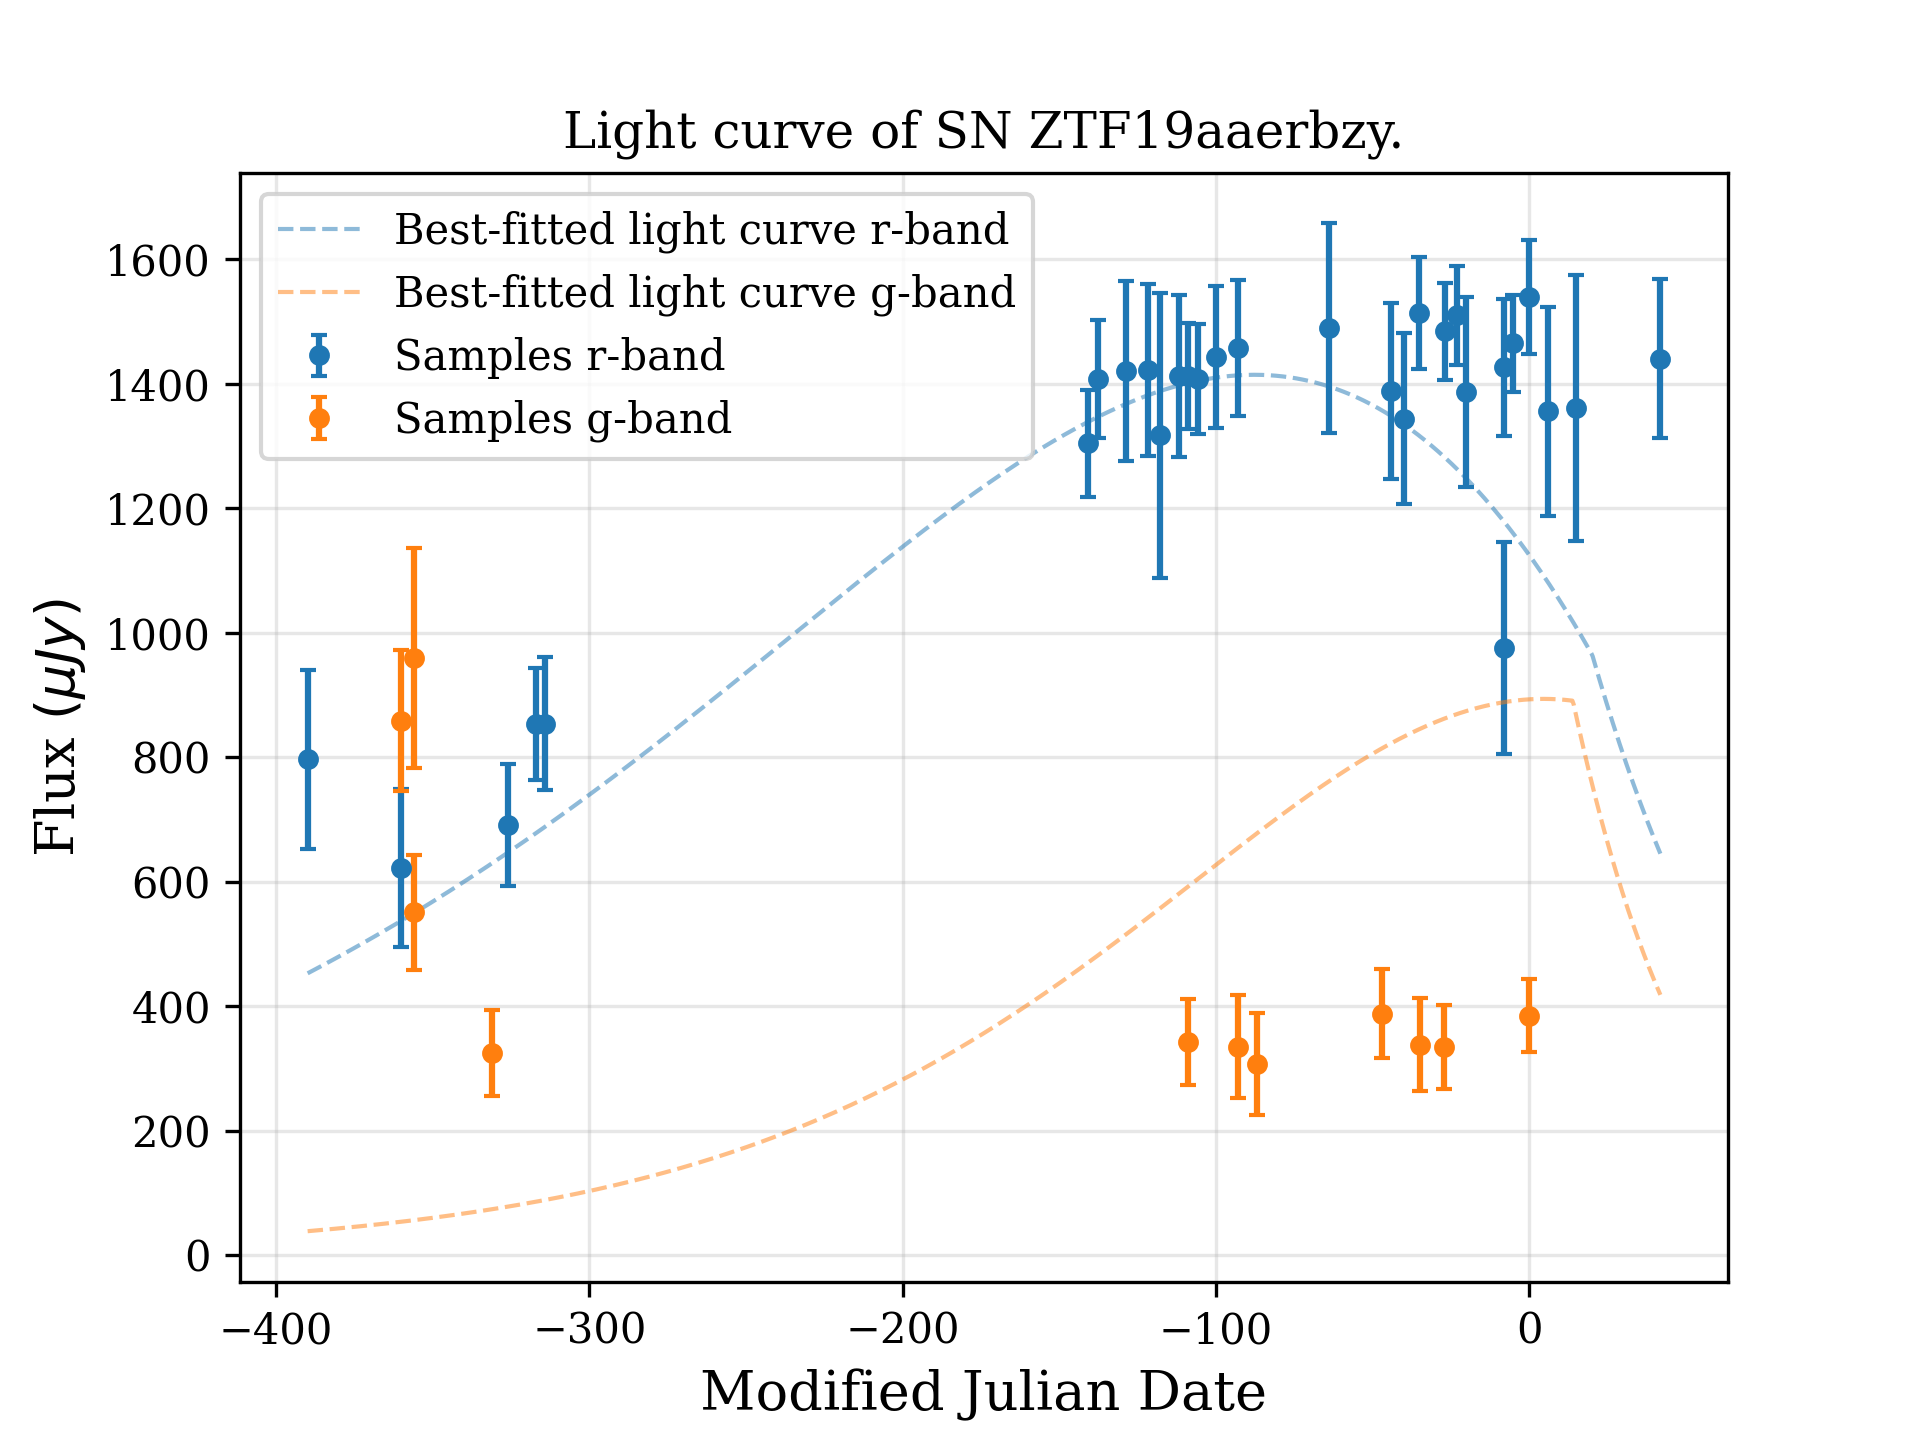 Light curve of SN ZTF19aaerbzy.
Best-fitted light curve r-band
Best-fitted light curve g-band
Samples r-band
Samples g-band
Flux (μJy)
1600
1400
1200
1000
800
600
400
200
0
−400
−300
−200
−100
0
Modified Julian Date